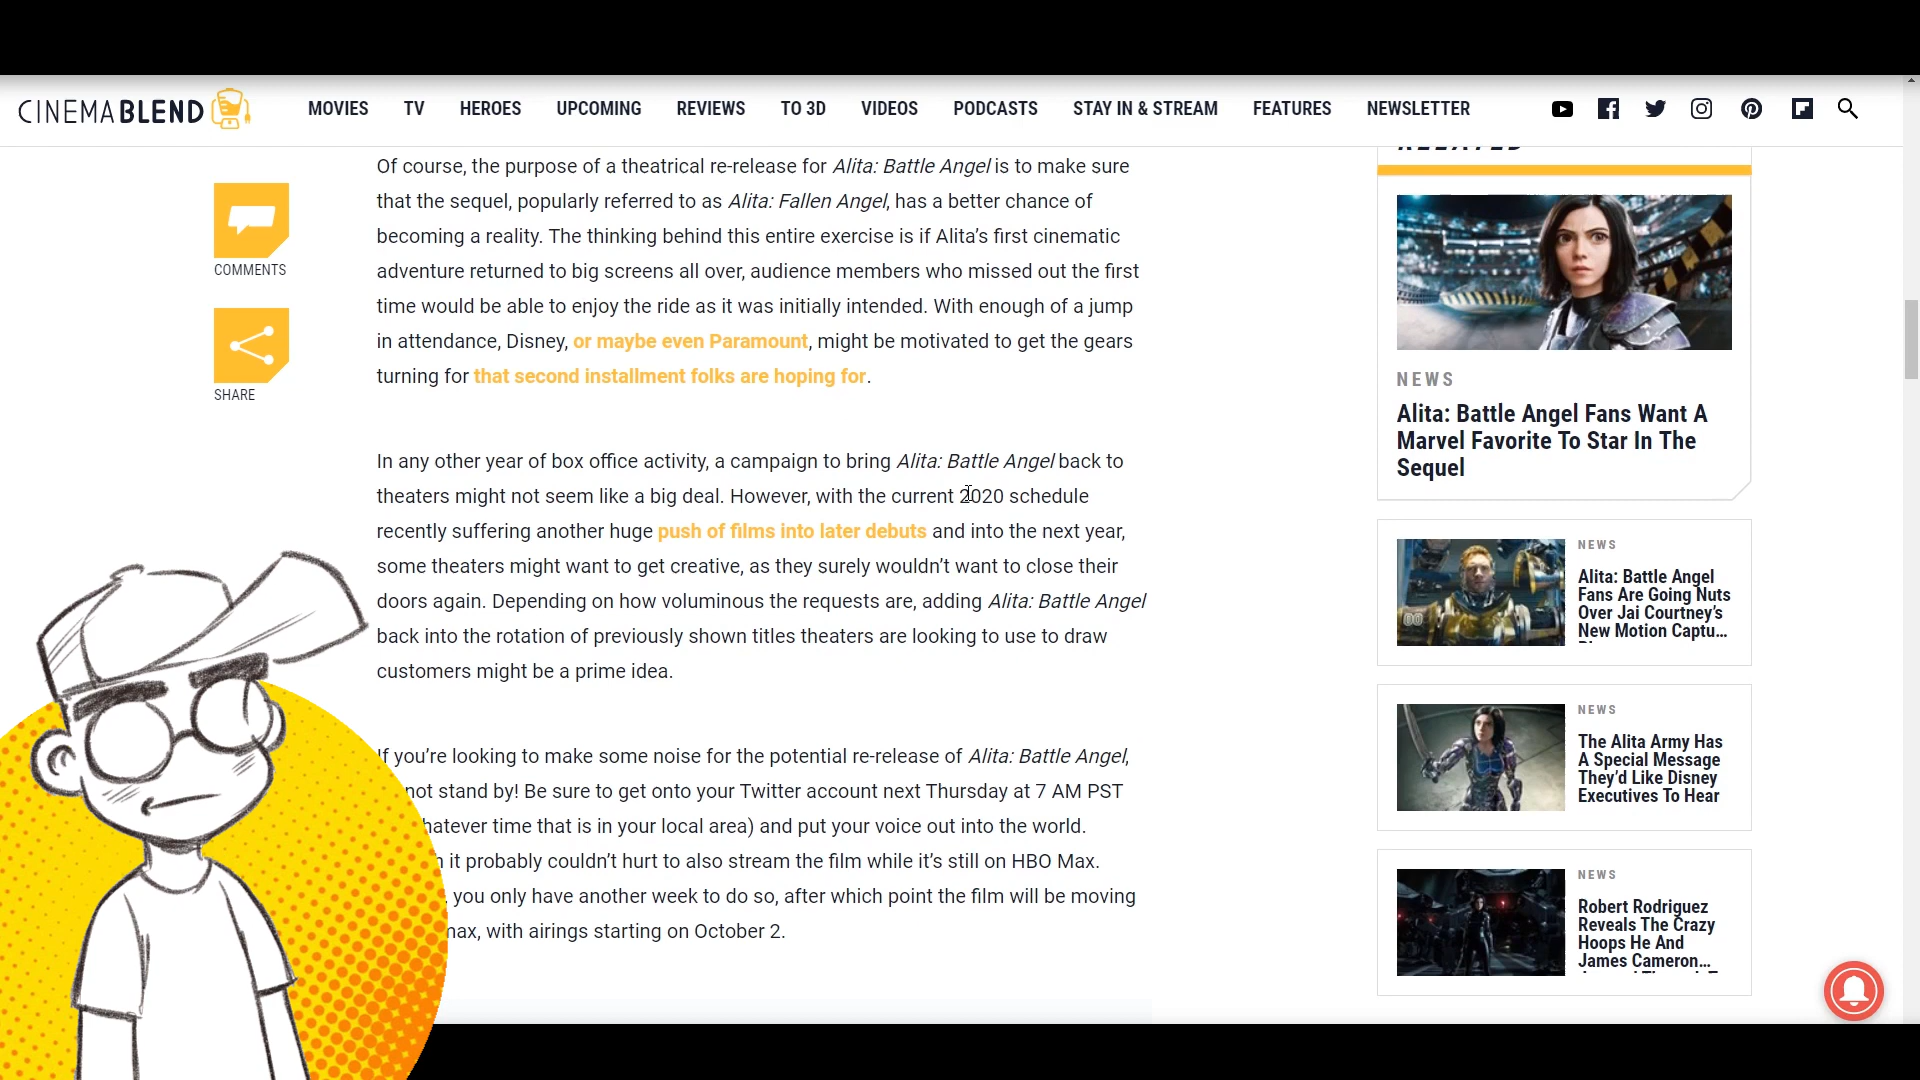 CINEMABLEND
MOVIES TV HEROES UPCOMING REVIEWS TO 3D VIDEOS PODCASTS STAY IN & STREAM FEATURES NEWSLETTER
COMMENTS
SHARE
Of course, the purpose of a theatrical re-release for Alita: Battle Angel is to make sure
that the sequel, popularly referred to as Alita: Fallen Angel, has a better chance of
becoming a reality. The thinking behind this entire exercise is if Alita’s first cinematic
adventure returned to big screens all over, audience members who missed out the first
time would be able to enjoy the ride as it was initially intended. With enough of a jump
in attendance, Disney, or maybe even Paramount, might be motivated to get the gears
turning for that second installment folks are hoping for.
In any other year of box office activity, a campaign to bring Alita: Battle Angel back to
theaters might not seem like a big deal. However, with the current 2020 schedule
recently suffering another huge push of films into later debuts and into the next year,
some theaters might want to get creative, as they surely wouldn’t want to close their
doors again. Depending on how voluminous the requests are, adding Alita: Battle Angel
back into the rotation of previously shown titles theaters are looking to use to draw
customers might be a prime idea.
If you’re looking to make some noise for the potential re-release of Alita: Battle Angel,
not stand by! Be sure to get onto your Twitter account next Thursday at 7 AM PST
hatever time that is in your local area) and put your voice out into the world.
it probably couldn’t hurt to also stream the film while it’s still on HBO Max.
, you only have another week to do so, after which point the film will be moving
max, with airings starting on October 2.
RELATED
NEWS
Alita: Battle Angel Fans Want A
Marvel Favorite To Star In The
Sequel
NEWS
Alita: Battle Angel
Fans Are Going Nuts
Over Jai Courtney’s
New Motion Captu...
NEWS
The Alita Army Has
A Special Message
They’d Like Disney
Executives To Hear
NEWS
Robert Rodriguez
Reveals The Crazy
Hoops He And
James Cameron...